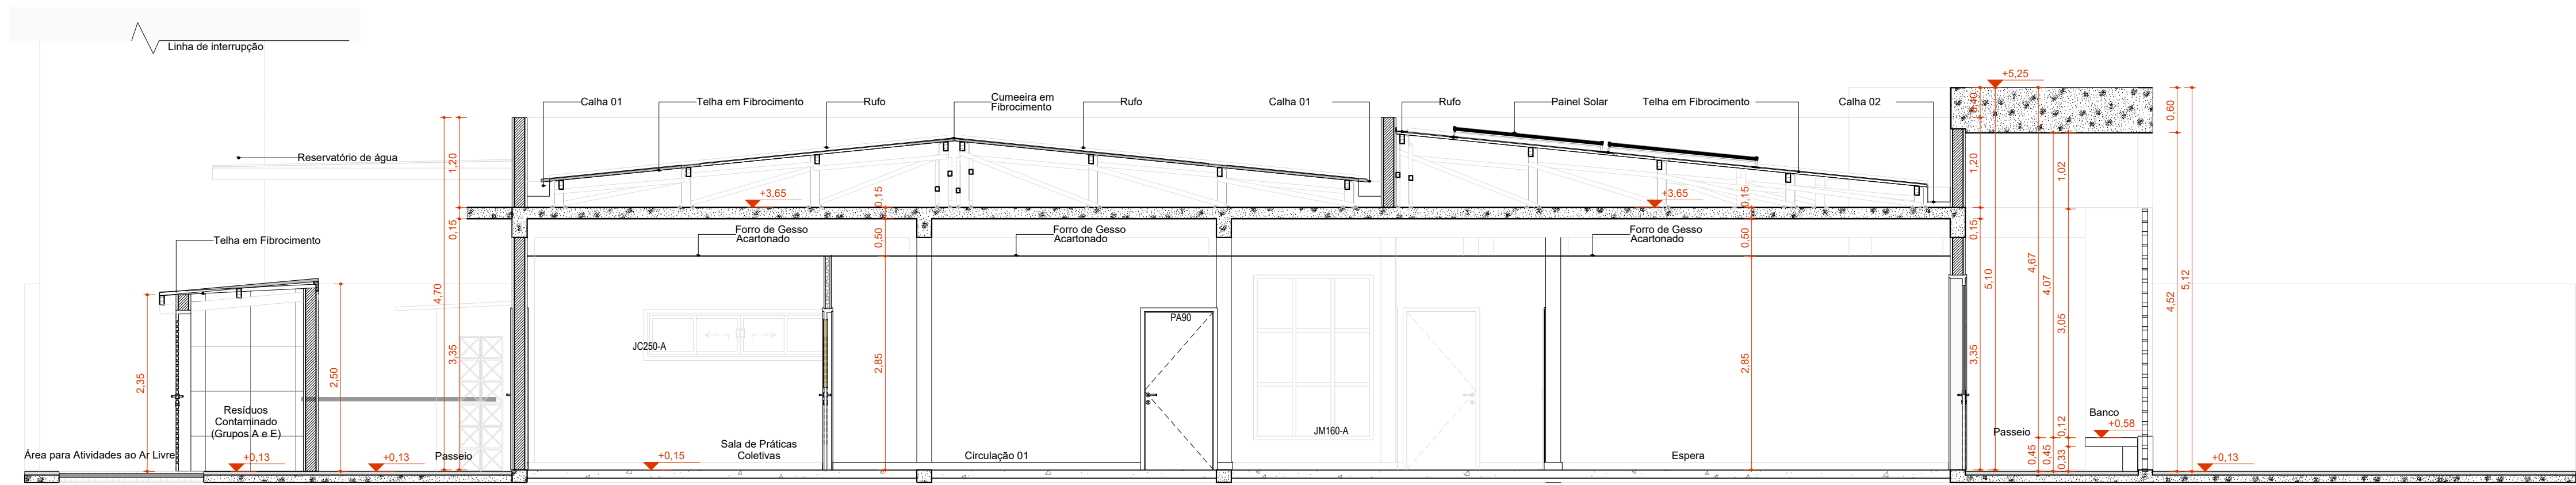 Linha de interrupção
+5,25
Calha 01
Telha em Fibrocimento
Rufo
Cumeeira em
Fibrocimento
Rufo
Calha 01
Rufo
Painel Solar
Telha em Fibrocimento
Calha 02
0,40
0,60
Reservatório de água
1,20
1,20
1,02
+3,65
0,15
+3,65
0,15
0,15
0,15
Forro de Gesso
Acartonado
0,50
Forro de Gesso
Acartonado
Forro de Gesso
Acartonado
0,50
Telha em Fibrocimento
4,70
4,67
5,10
4,07
4,52
5,12
PA90
3,05
JC250-A
3,35
2,85
2,85
3,35
2,35
2,50
Resíduos
Contaminado
(Grupos A e E)
Banco
+0,58
0,12
JM160-A
Passeio
Sala de Práticas
Coletivas
Área para Atividades ao Ar Livre
+0,13
+0,13
Passeio
+0,15
Circulação 01
Espera
0,45
0,45
0,33
+0,13